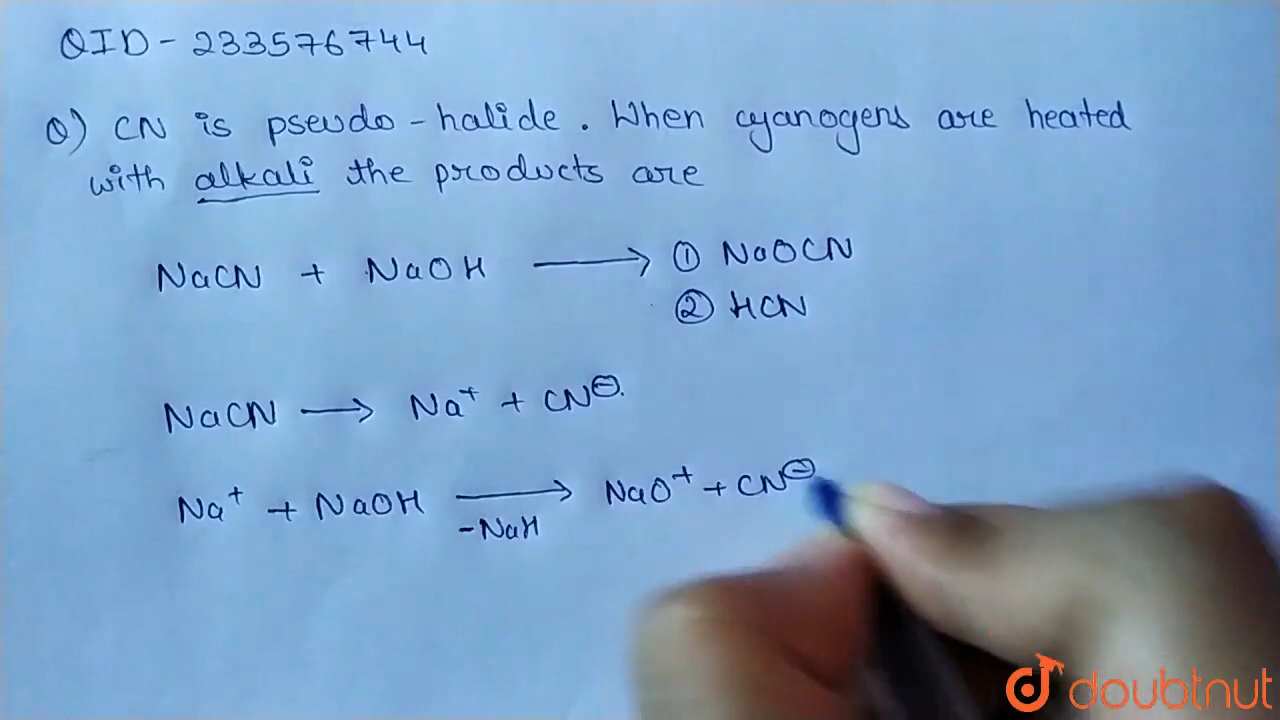 QID - 233576744
Q) CN is pseudo-halide. When cyanogens are heated
with alkali the products are
NaCN + NaOH ⟶ ① NaOCN
② HCN
NaCN ⟶ Na⁺ + CN⊖.
Na⁺ + NaOH ⟶ NaO⁺ + CN⊖
-NaH
doubtnut